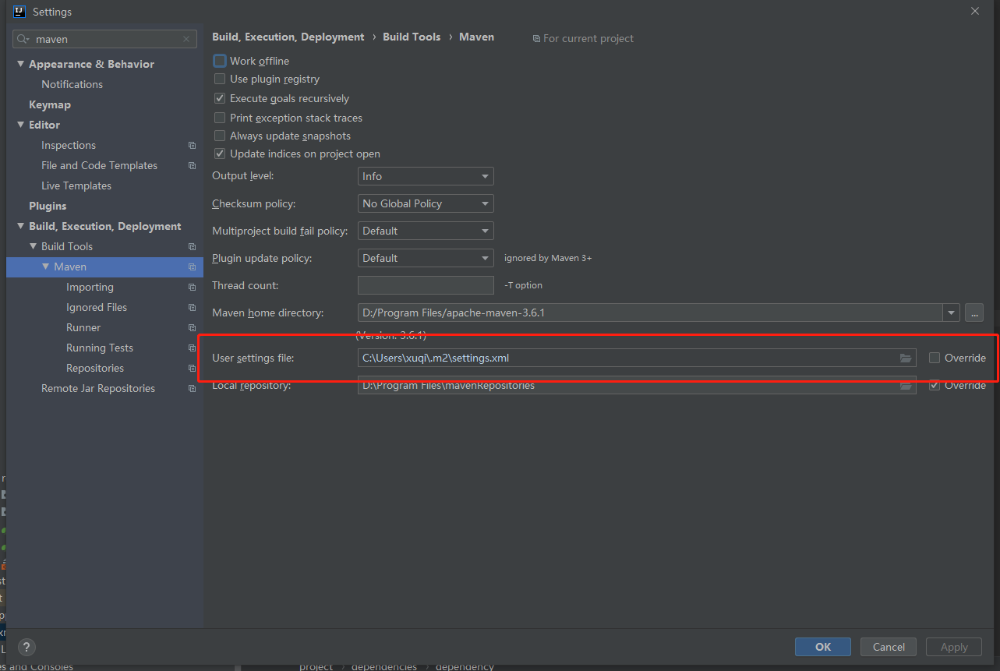 Settings
maven
Appearance & Behavior
Notifications
Keymap
Editor
Inspections
File and Code Templates
Live Templates
Plugins
Build, Execution, Deployment
Build Tools
Maven
Importing
Ignored Files
Runner
Running Tests
Repositories
Remote Jar Repositories
Build, Execution, Deployment › Build Tools › Maven For current project
Work offline
Use plugin registry
Execute goals recursively
Print exception stack traces
Always update snapshots
Update indices on project open
Output level: Info
Checksum policy: No Global Policy
Multiproject build fail policy: Default
Plugin update policy: Default ignored by Maven 3+
Thread count: -T option
Maven home directory: D:/Program Files/apache-maven-3.6.1 ...
(Version: 3.6.1)
User settings file: C:\Users\xuqi\.m2\settings.xml Override
Local repository: D:\Program Files\mavenRepositories Override
? OK Cancel Apply
es and Consoles project › dependencies › dependency